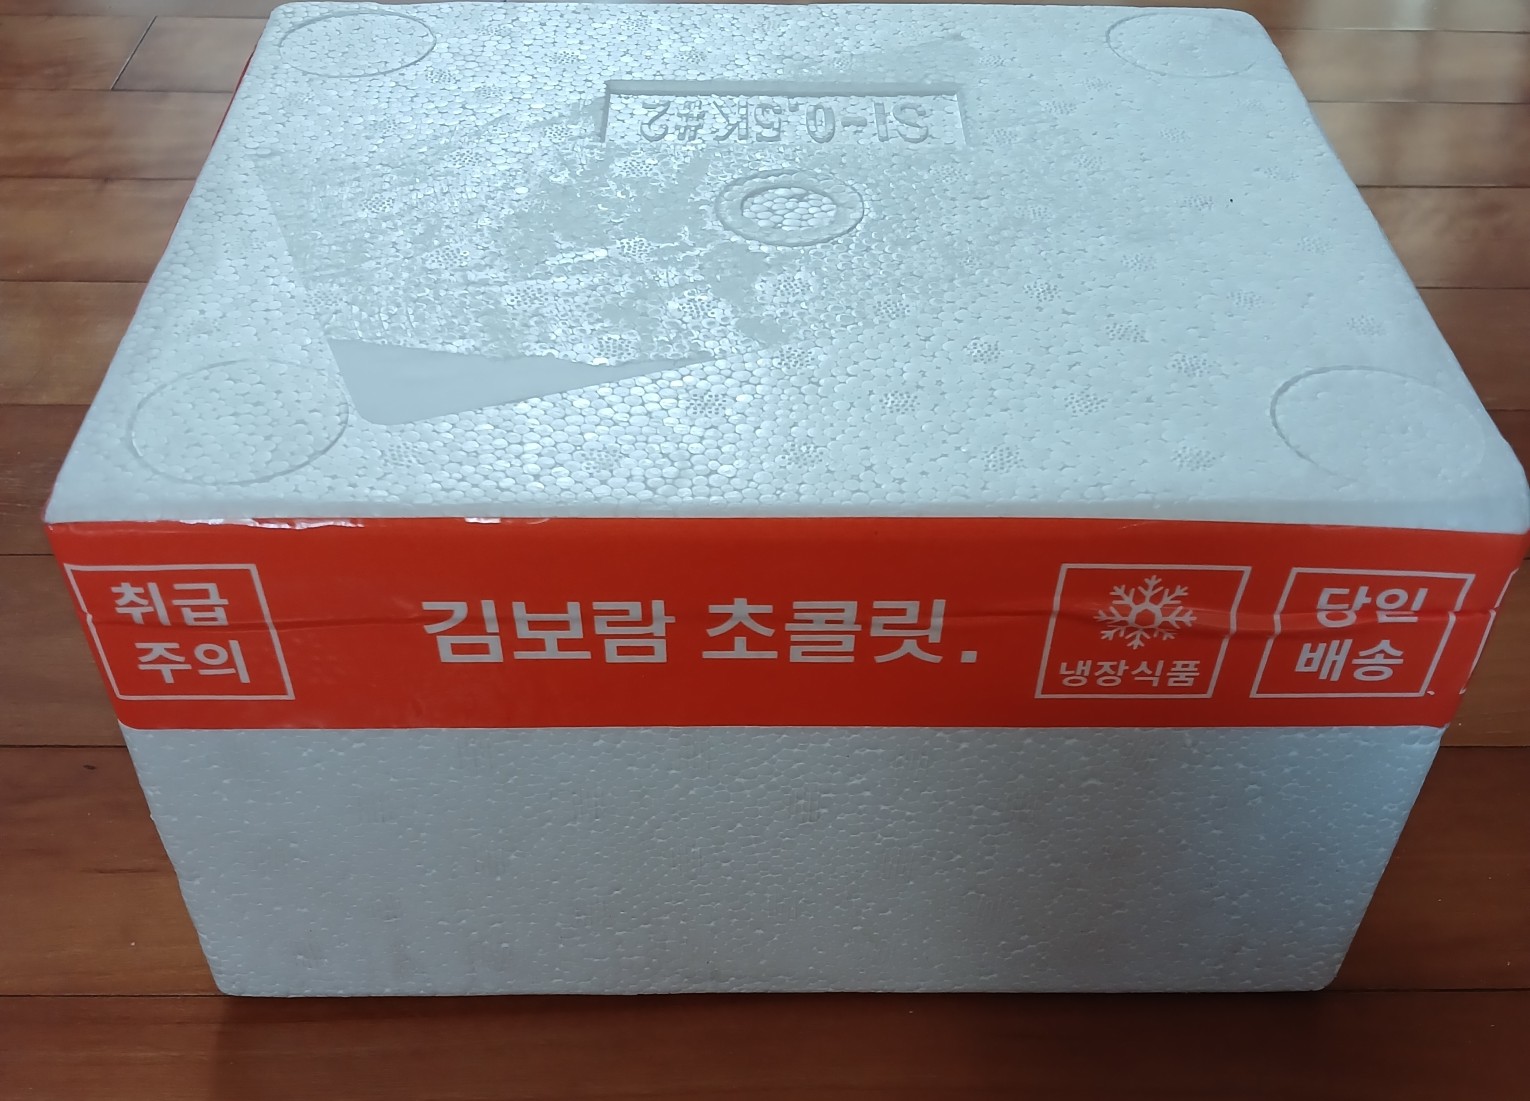 SI-0.5K#2
취급
주의
김보람 초콜릿.
냉장식품
당일
배송